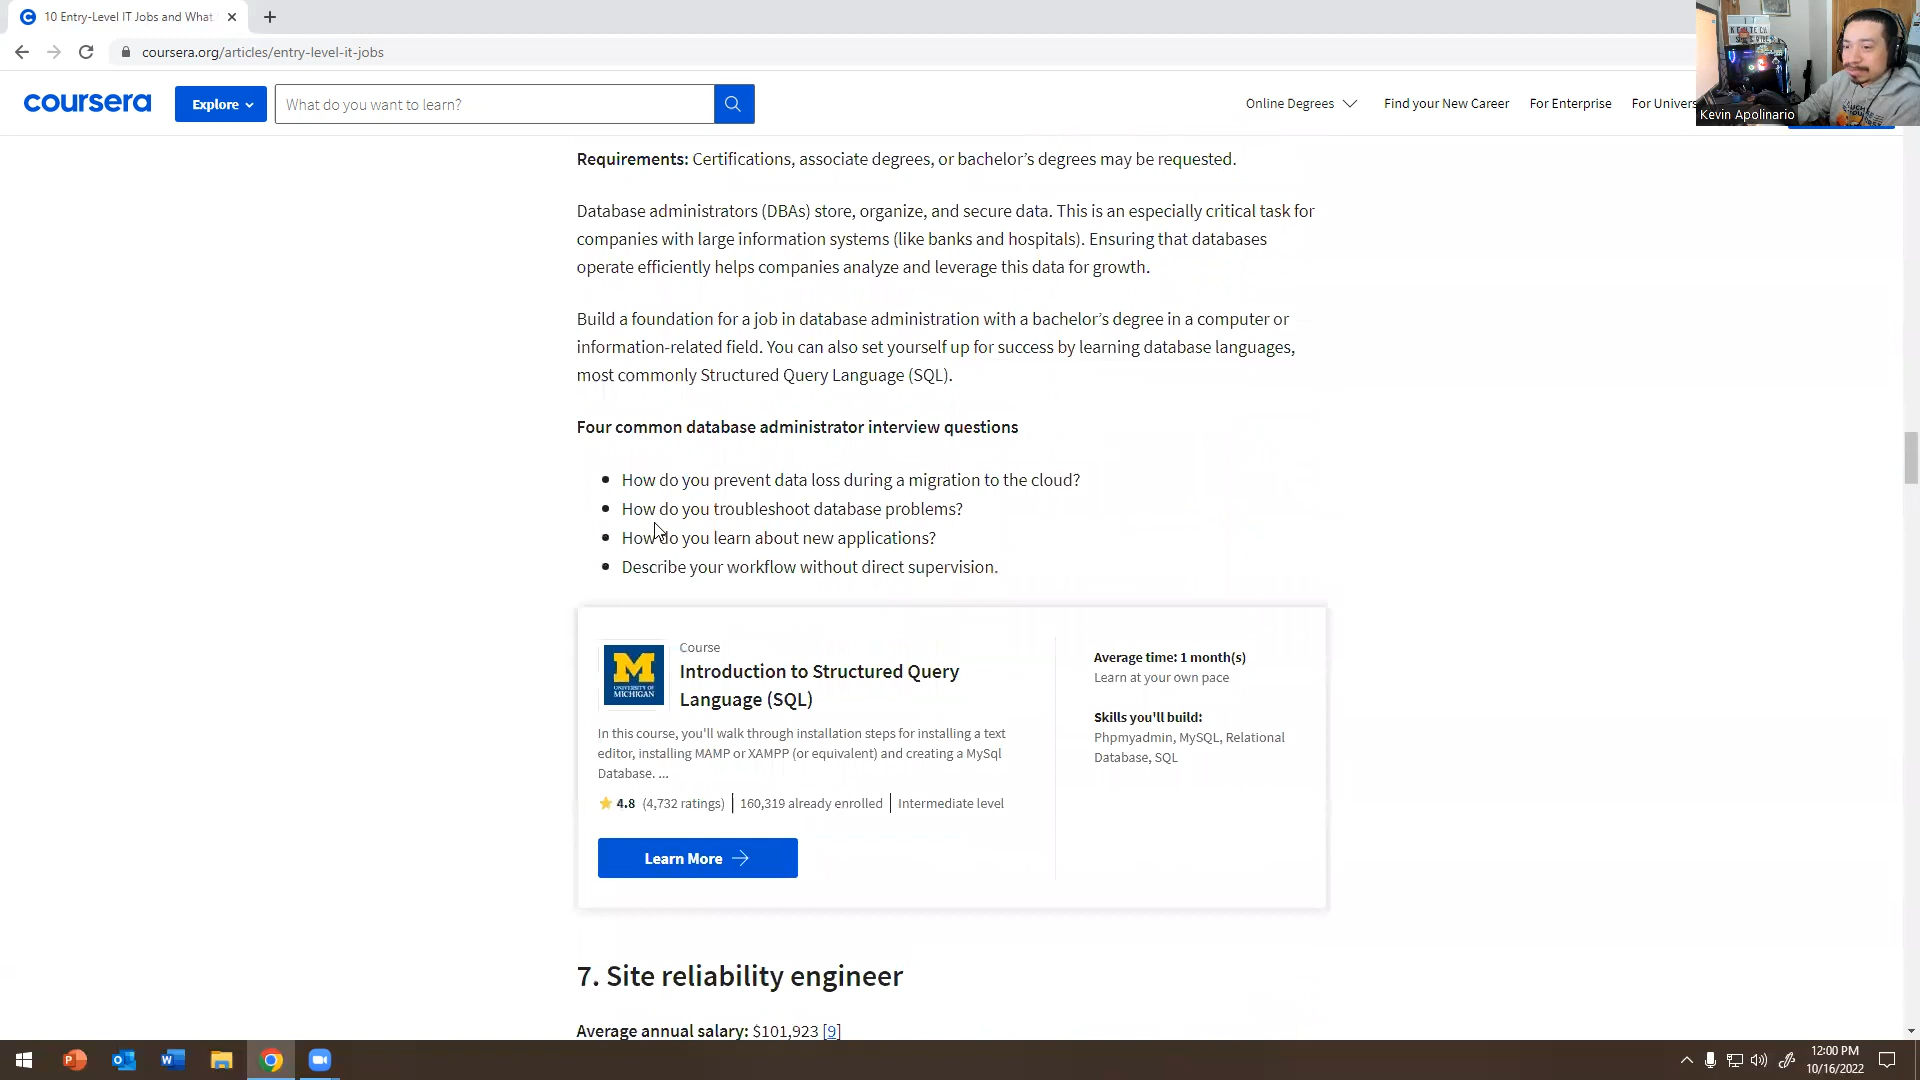 10 Entry-Level IT Jobs and What
coursera.org/articles/entry-level-it-jobs
coursera
Explore
What do you want to learn?
Online Degrees
Find your New Career
For Enterprise
For Univers
Kevin Apolinario
Requirements: Certifications, associate degrees, or bachelor’s degrees may be requested.
Database administrators (DBAs) store, organize, and secure data. This is an especially critical task for
companies with large information systems (like banks and hospitals). Ensuring that databases
operate efficiently helps companies analyze and leverage this data for growth.
Build a foundation for a job in database administration with a bachelor’s degree in a computer or
information-related field. You can also set yourself up for success by learning database languages,
most commonly Structured Query Language (SQL).
Four common database administrator interview questions
How do you prevent data loss during a migration to the cloud?
How do you troubleshoot database problems?
How do you learn about new applications?
Describe your workflow without direct supervision.
M
UNIVERSITY OF
MICHIGAN
Course
Introduction to Structured Query
Language (SQL)
In this course, you'll walk through installation steps for installing a text
editor, installing MAMP or XAMPP (or equivalent) and creating a MySql
Database. ...
4.8 (4,732 ratings) | 160,319 already enrolled | Intermediate level
Learn More
Average time: 1 month(s)
Learn at your own pace
Skills you'll build:
Phpmyadmin, MySQL, Relational
Database, SQL
7. Site reliability engineer
Average annual salary: $101,923 [9]
12:00 PM
10/16/2022